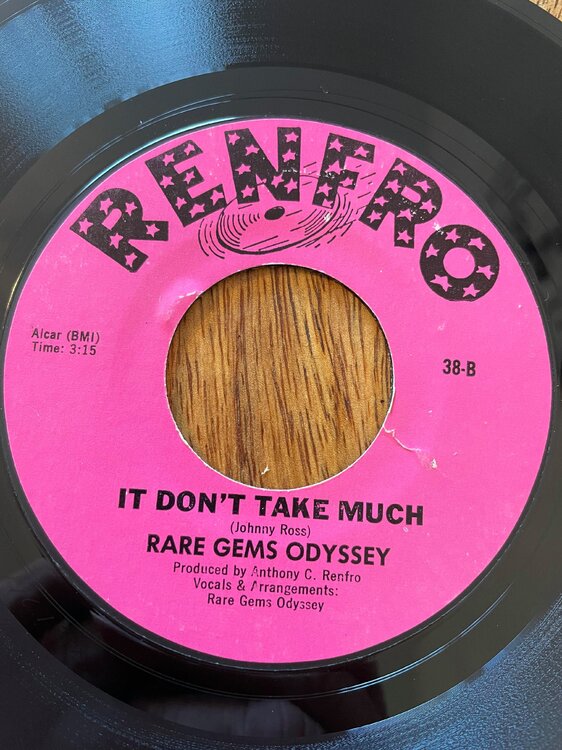 RENFRO
Alcar (BMI)
Time: 3:15
38-B
IT DON'T TAKE MUCH
(Johnny Ross)
RARE GEMS ODYSSEY
Produced by Anthony C. Renfro
Vocals & Arrangements:
Rare Gems Odyssey